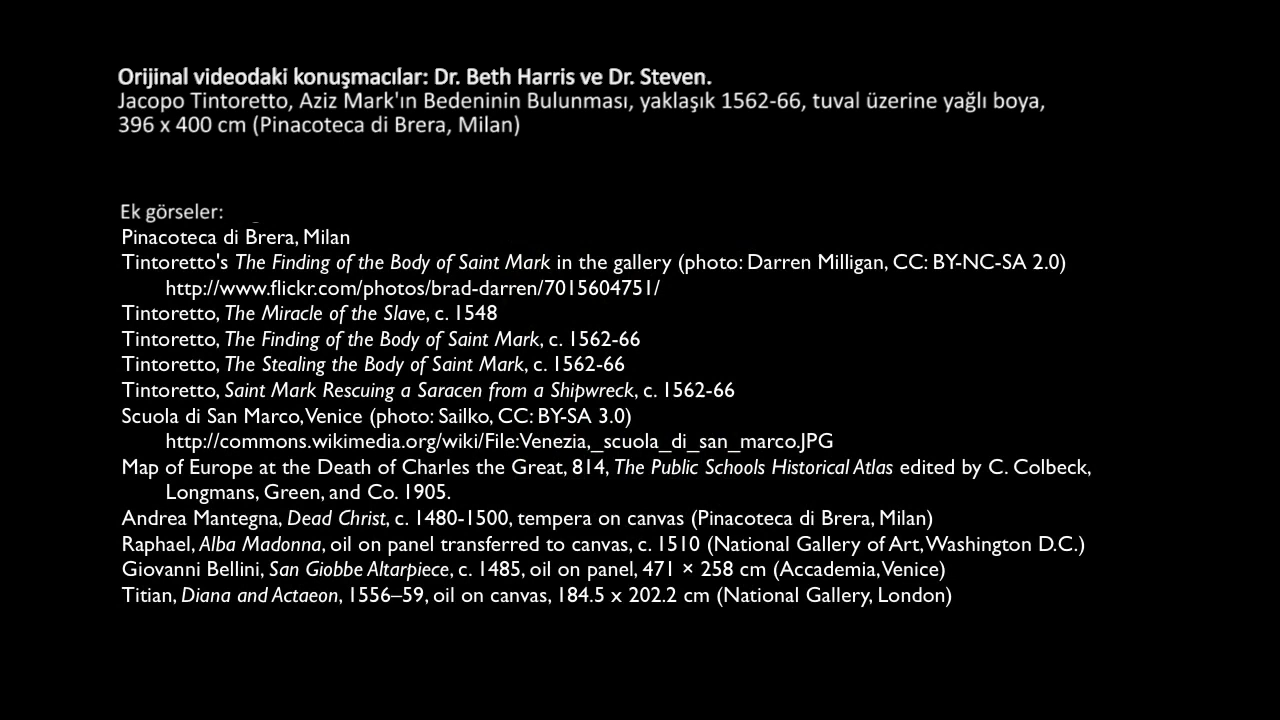 Orijinal videodaki konuşmacılar: Dr. Beth Harris ve Dr. Steven.
Jacopo Tintoretto, Aziz Mark'ın Bedeninin Bulunması, yaklaşık 1562-66, tuval üzerine yağlı boya,
396 x 400 cm (Pinacoteca di Brera, Milan)
Ek görseler:
Pinacoteca di Brera, Milan
Tintoretto's The Finding of the Body of Saint Mark in the gallery (photo: Darren Milligan, CC: BY-NC-SA 2.0)
http://www.flickr.com/photos/brad-darren/7015604751/
Tintoretto, The Miracle of the Slave, c. 1548
Tintoretto, The Finding of the Body of Saint Mark, c. 1562-66
Tintoretto, The Stealing the Body of Saint Mark, c. 1562-66
Tintoretto, Saint Mark Rescuing a Saracen from a Shipwreck, c. 1562-66
Scuola di San Marco, Venice (photo: Sailko, CC: BY-SA 3.0)
http://commons.wikimedia.org/wiki/File:Venezia,_scuola_di_san_marco.JPG
Map of Europe at the Death of Charles the Great, 814, The Public Schools Historical Atlas edited by C. Colbeck,
Longmans, Green, and Co. 1905.
Andrea Mantegna, Dead Christ, c. 1480-1500, tempera on canvas (Pinacoteca di Brera, Milan)
Raphael, Alba Madonna, oil on panel transferred to canvas, c. 1510 (National Gallery of Art, Washington D.C.)
Giovanni Bellini, San Giobbe Altarpiece, c. 1485, oil on panel, 471 × 258 cm (Accademia, Venice)
Titian, Diana and Actaeon, 1556–59, oil on canvas, 184.5 x 202.2 cm (National Gallery, London)